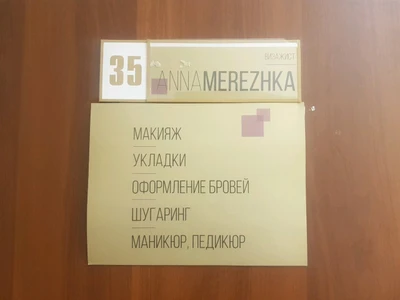 35
ANNAMEREZHKA
МАКИЯЖ
УКЛАДКИ
ОФОРМЛЕНИЕ БРОВЕЙ
ШУГАРИНГ
МАНИКЮР, ПЕДИКЮР